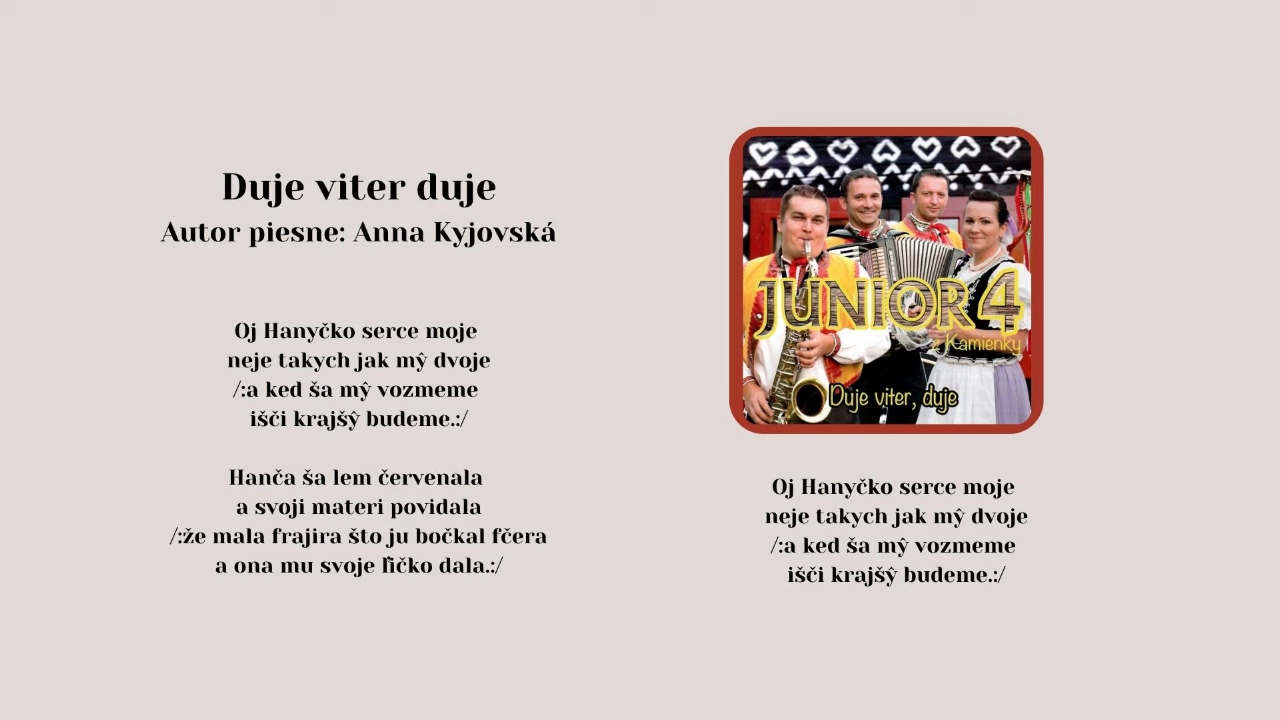 Duje viter duje
Autor piesne: Anna Kyjovská
Oj Hanyčko serce moje
neje takych jak mŷ dvoje
/:a ked ša mŷ vozmeme
išči krajšŷ budeme.:/
Hanča ša lem červenala
a svoji materi povidala
/:že mala frajira što ju bočkal fčera
a ona mu svoje ľičko dala.:/
JUNIOR 4
z Kamienky
Duje viter, duje
Oj Hanyčko serce moje
neje takych jak mŷ dvoje
/:a ked ša mŷ vozmeme
išči krajšŷ budeme.:/